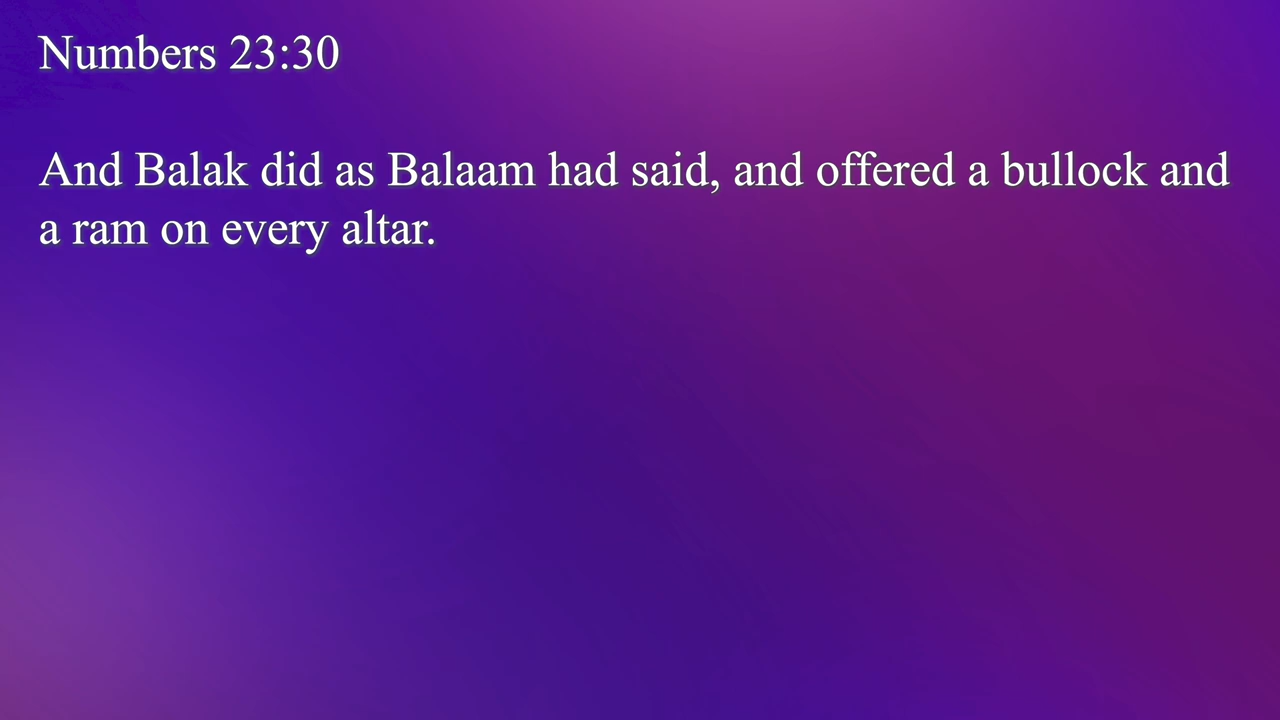 Numbers 23:30
And Balak did as Balaam had said, and offered a bullock and
a ram on every altar.